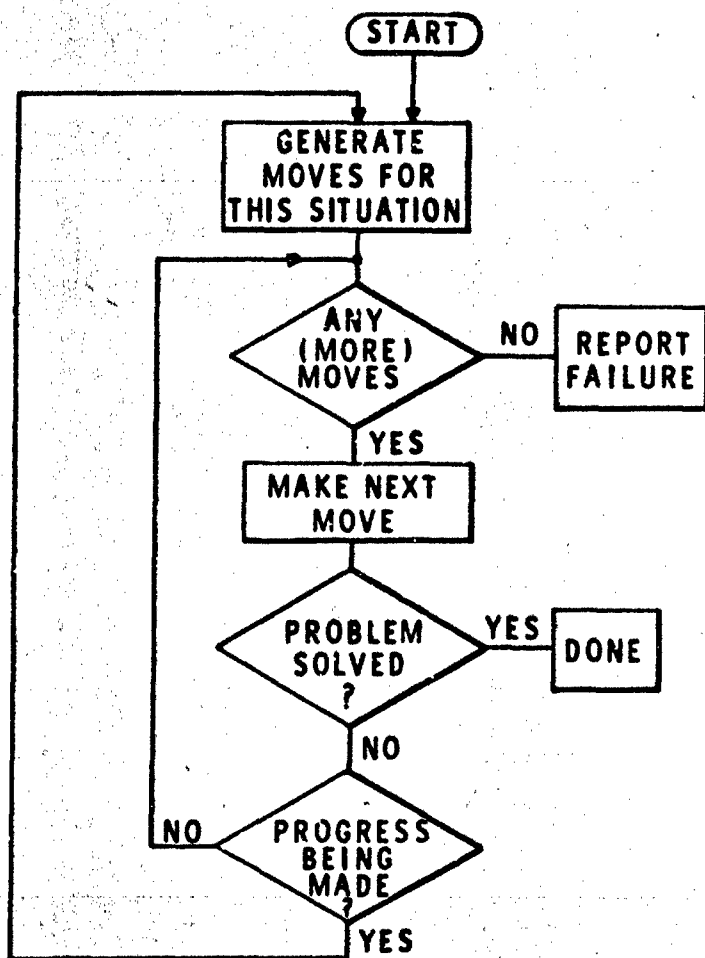 START
GENERATE
MOVES FOR
THIS SITUATION
ANY
(MORE)
MOVES
NO
REPORT
FAILURE
YES
MAKE NEXT
MOVE
PROBLEM
SOLVED
?
YES
DONE
NO
NO
PROGRESS
BEING
MADE
?
YES